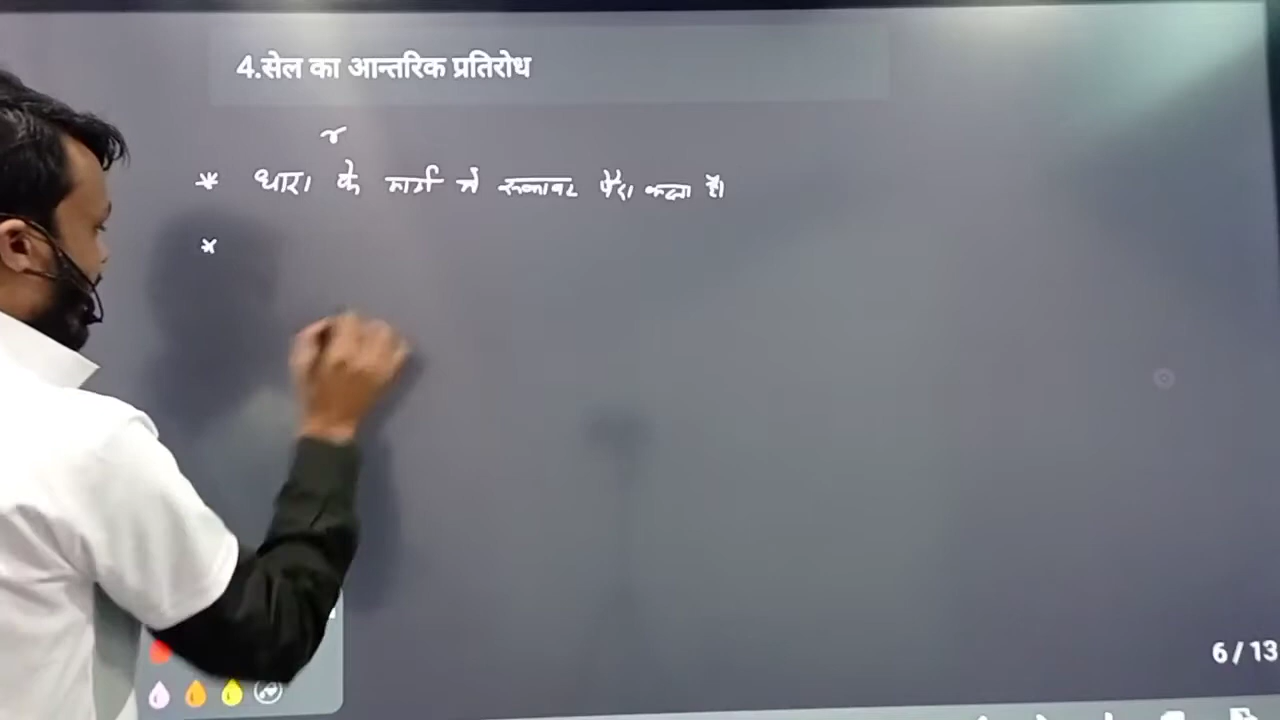 4.सेल का आन्तरिक प्रतिरोध
r
* धारा के मार्ग में रूकावट पैदा करता है।
*
6/13